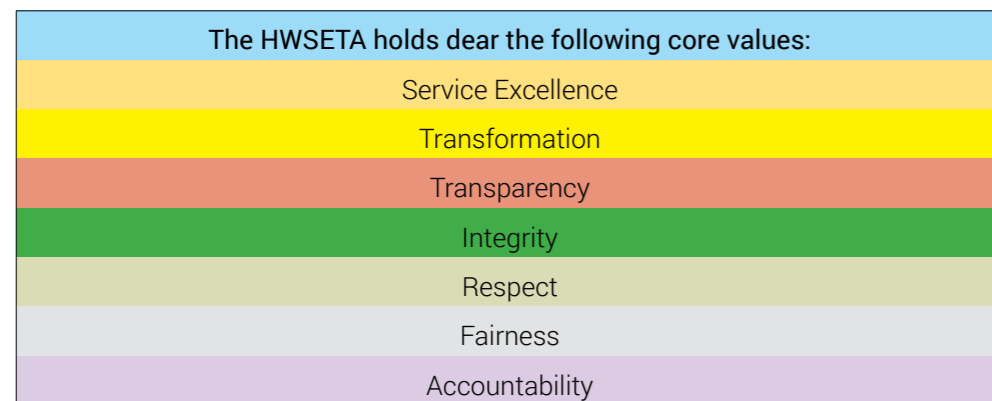 The HWSETA holds dear the following core values:
Service Excellence
Transformation
Transparency
Integrity
Respect
Fairness
Accountability